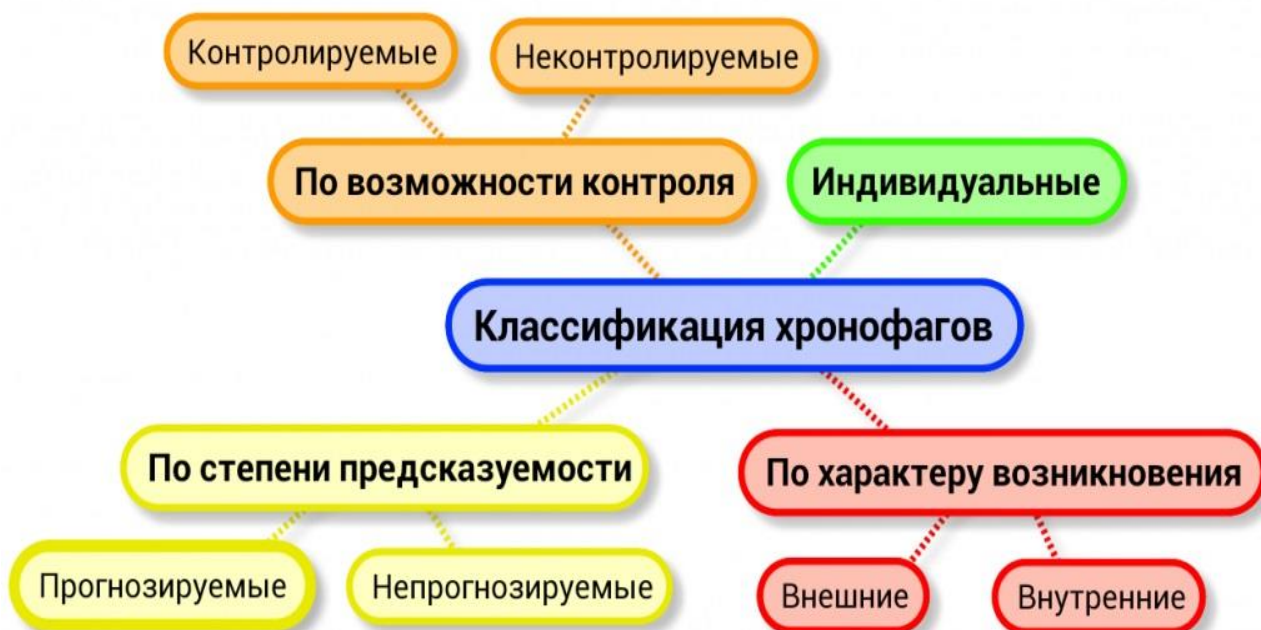 Контролируемые
Неконтролируемые
По возможности контроля
Индивидуальные
Классификация хронофагов
По степени предсказуемости
По характеру возникновения
Прогнозируемые
Непрогнозируемые
Внешние
Внутренние